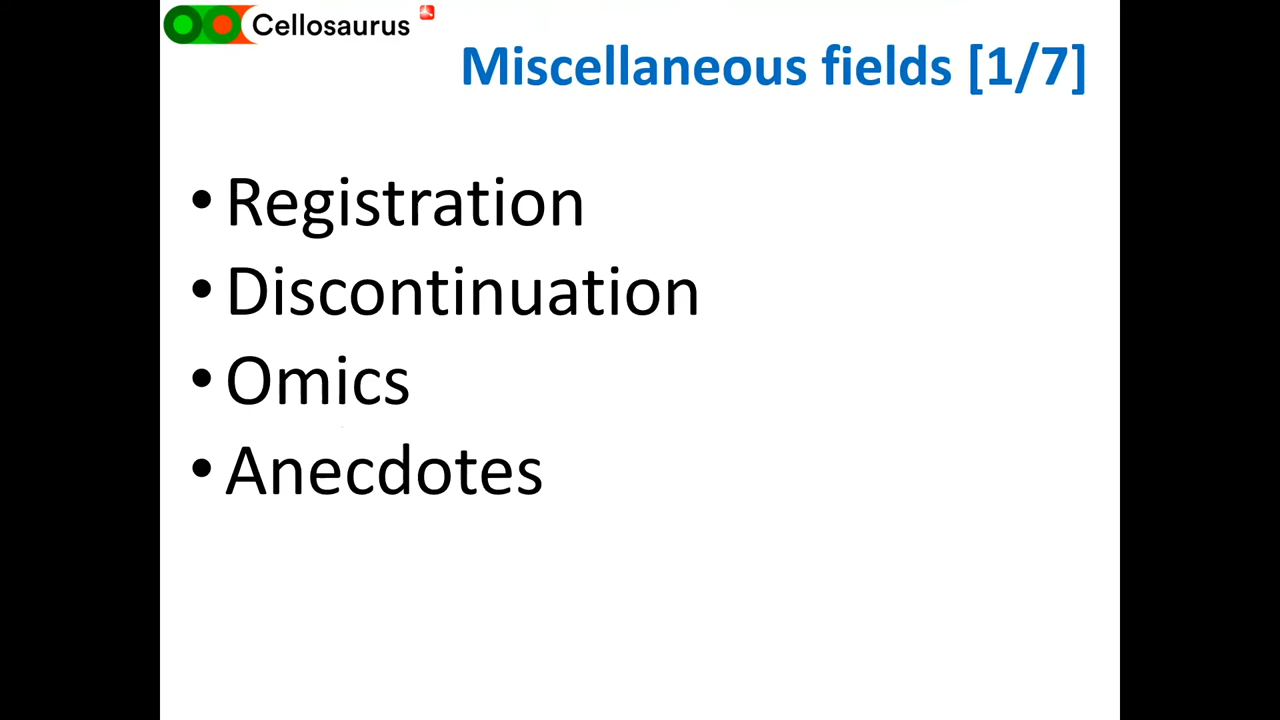 Cellosaurus
Miscellaneous fields [1/7]
• Registration
• Discontinuation
• Omics
• Anecdotes